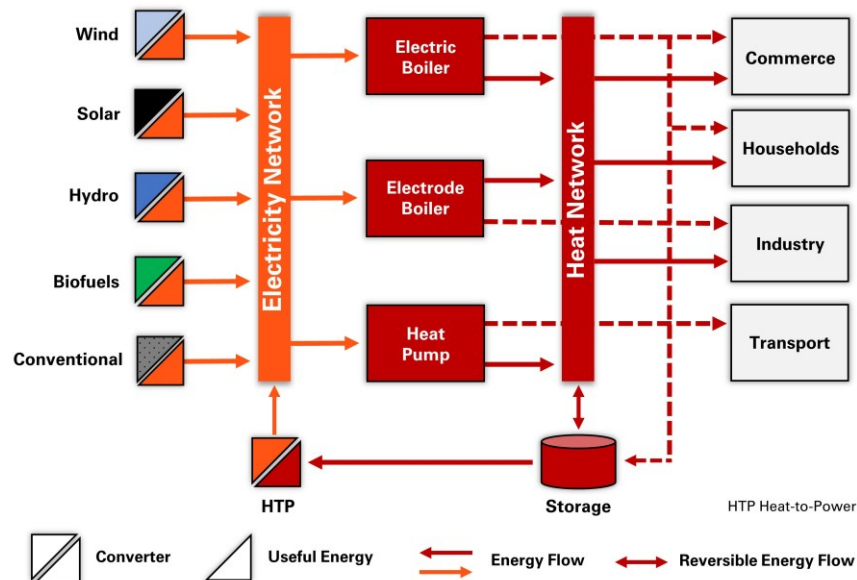 Wind
Solar
Hydro
Biofuels
Conventional
Electricity Network
Electric
Boiler
Electrode
Boiler
Heat
Pump
Heat Network
Commerce
Households
Industry
Transport
HTP
Storage
HTP Heat-to-Power
Converter
Useful Energy
Energy Flow
Reversible Energy Flow